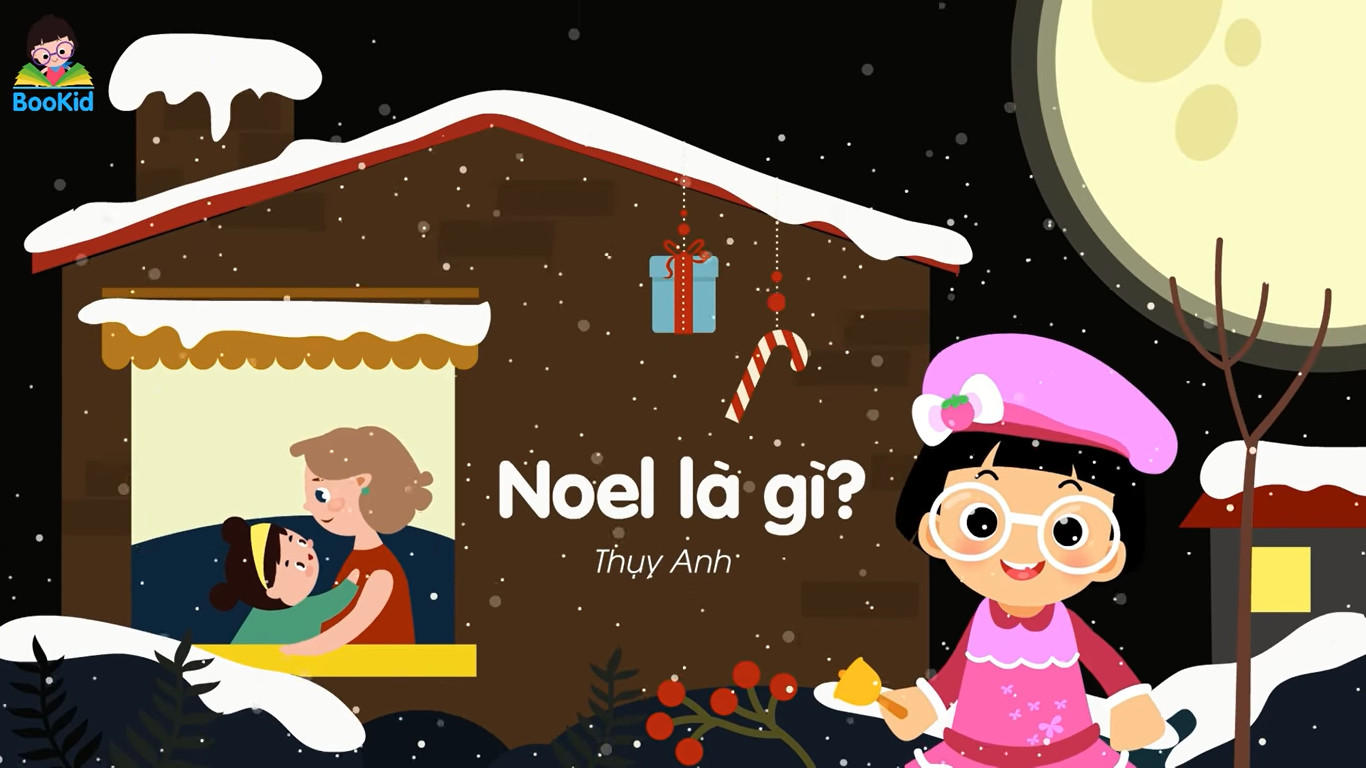 BooKid
Noel là gì?
Thụy Anh